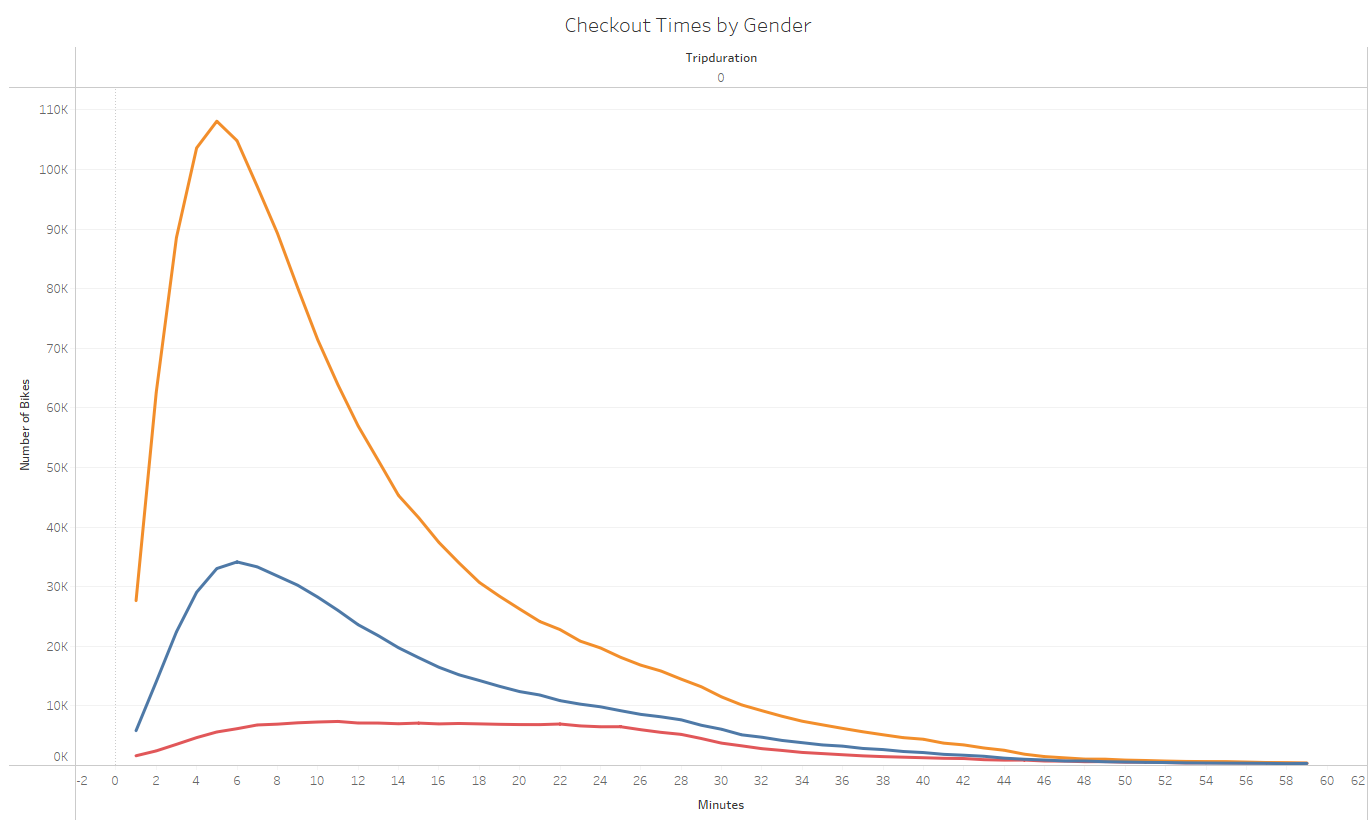 Checkout Times by Gender
Tripduration
0
110K
100K
90K
80K
70K
60K
50K
40K
30K
20K
10K
0K
Number of Bikes
-2 0 2 4 6 8 10 12 14 16 18 20 22 24 26 28 30 32 34 36 38 40 42 44 46 48 50 52 54 56 58 60 62
Minutes